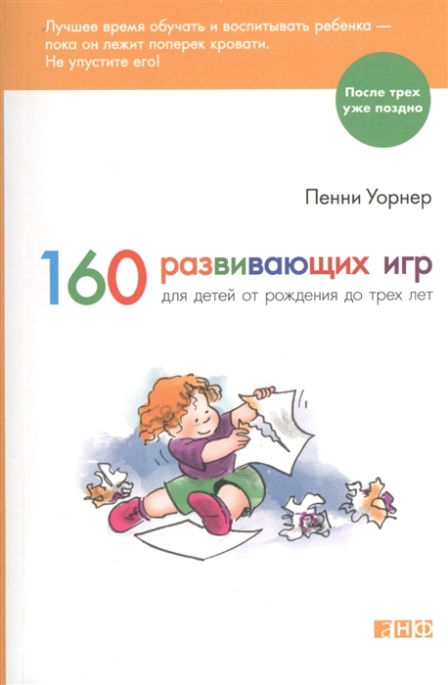 Лучшее время обучать и воспитывать ребенка —
пока он лежит поперек кровати.
Не упустите его!
После трех
уже поздно
Пенни Уорнер
160 развивающих игр
для детей от рождения до трех лет
анф